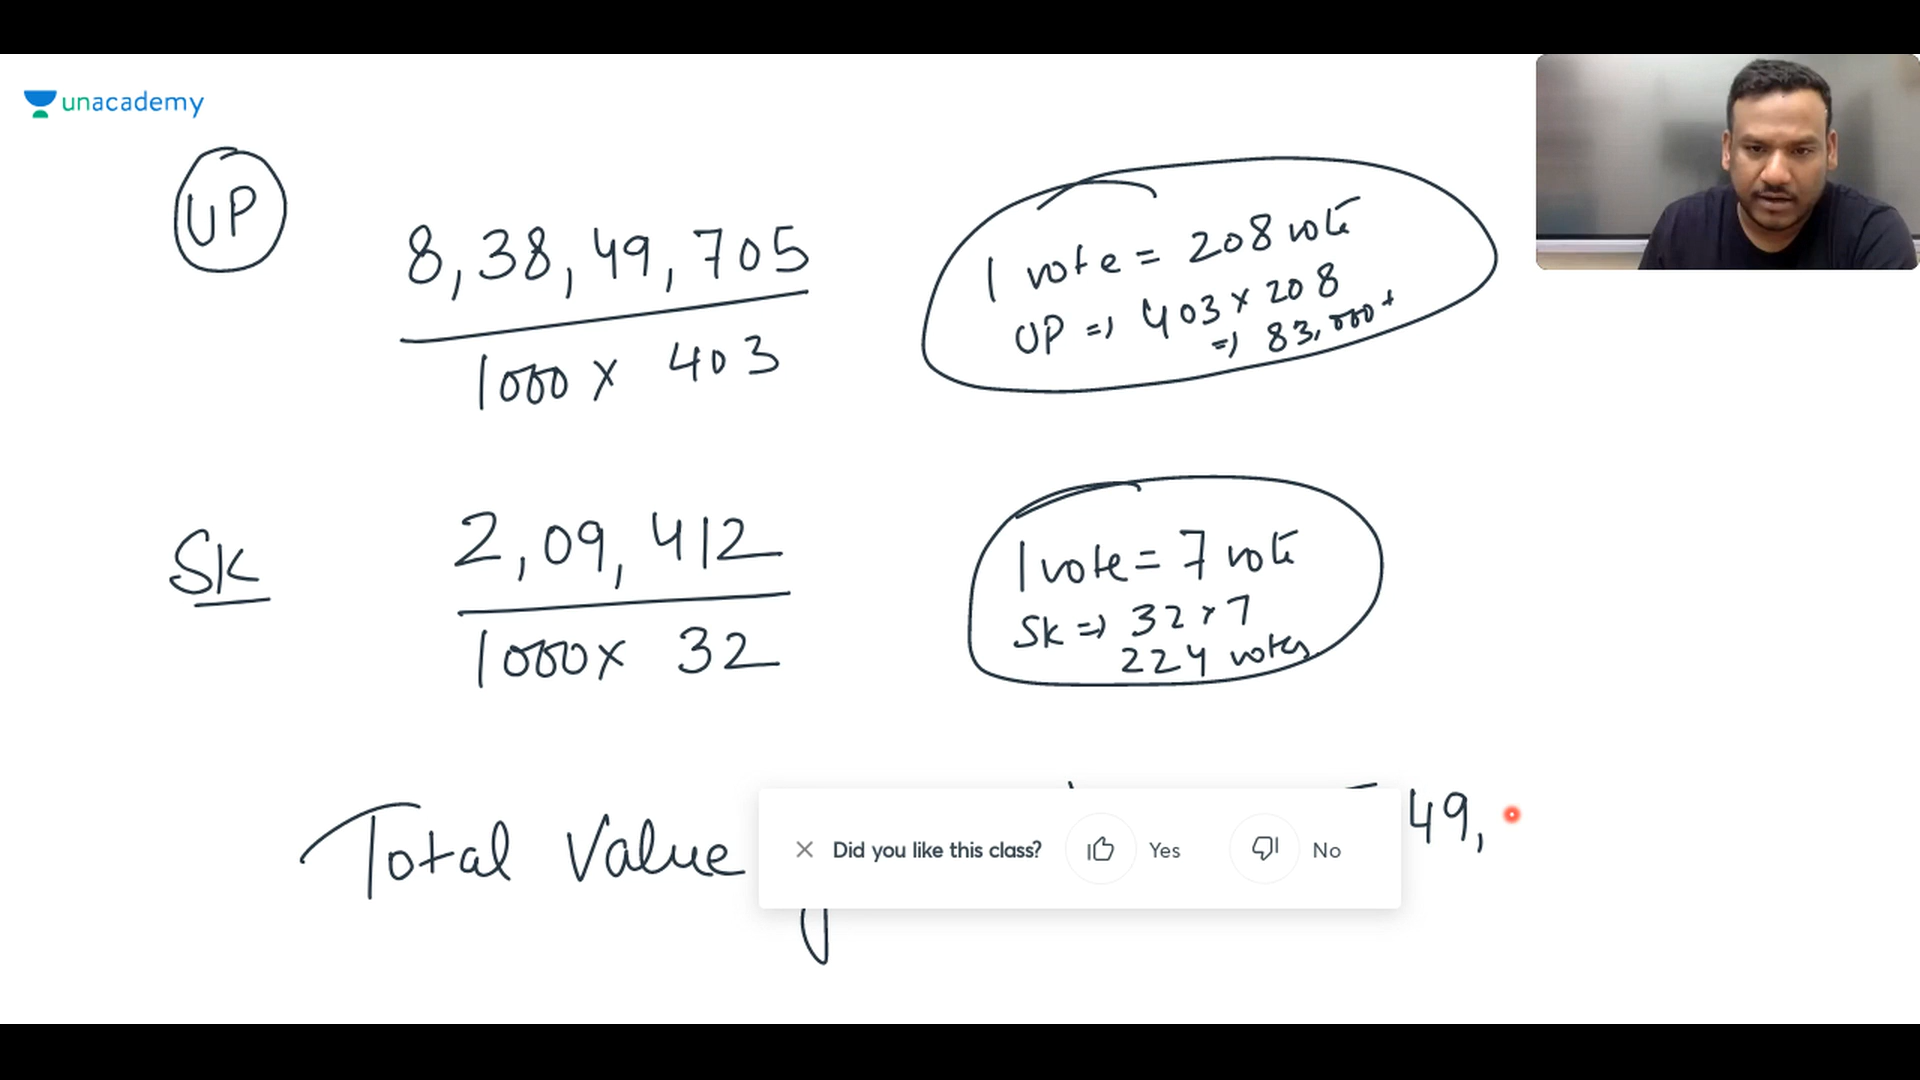 unacademy
UP
8,38,49,705
1000 x 403
1 vote = 208 vote
UP => 403 x 208
=> 83,000+
SK
2,09,412
1000 x 32
1 vote = 7 vote
SK => 32 x 7
224 votes
Total Value 49,
Did you like this class? Yes No